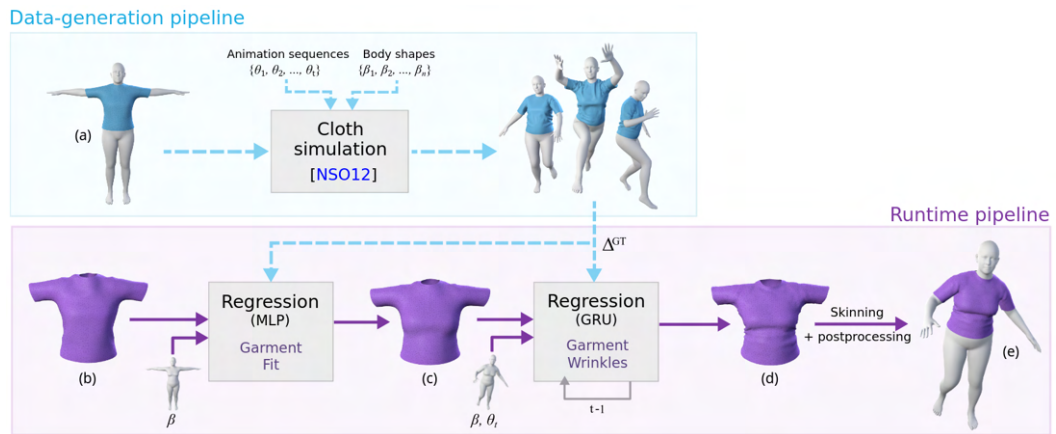 Data-generation pipeline
Animation sequences
{θ1, θ2, ..., θt}
Body shapes
{β1, β2, ..., βn}
(a)
Cloth
simulation
[NSO12]
Runtime pipeline
Δᴳᵀ
Regression
(MLP)
Garment
Fit
Regression
(GRU)
Garment
Wrinkles
Skinning
+ postprocessing
(b)
(c)
(d)
(e)
β
β, θt
t-1